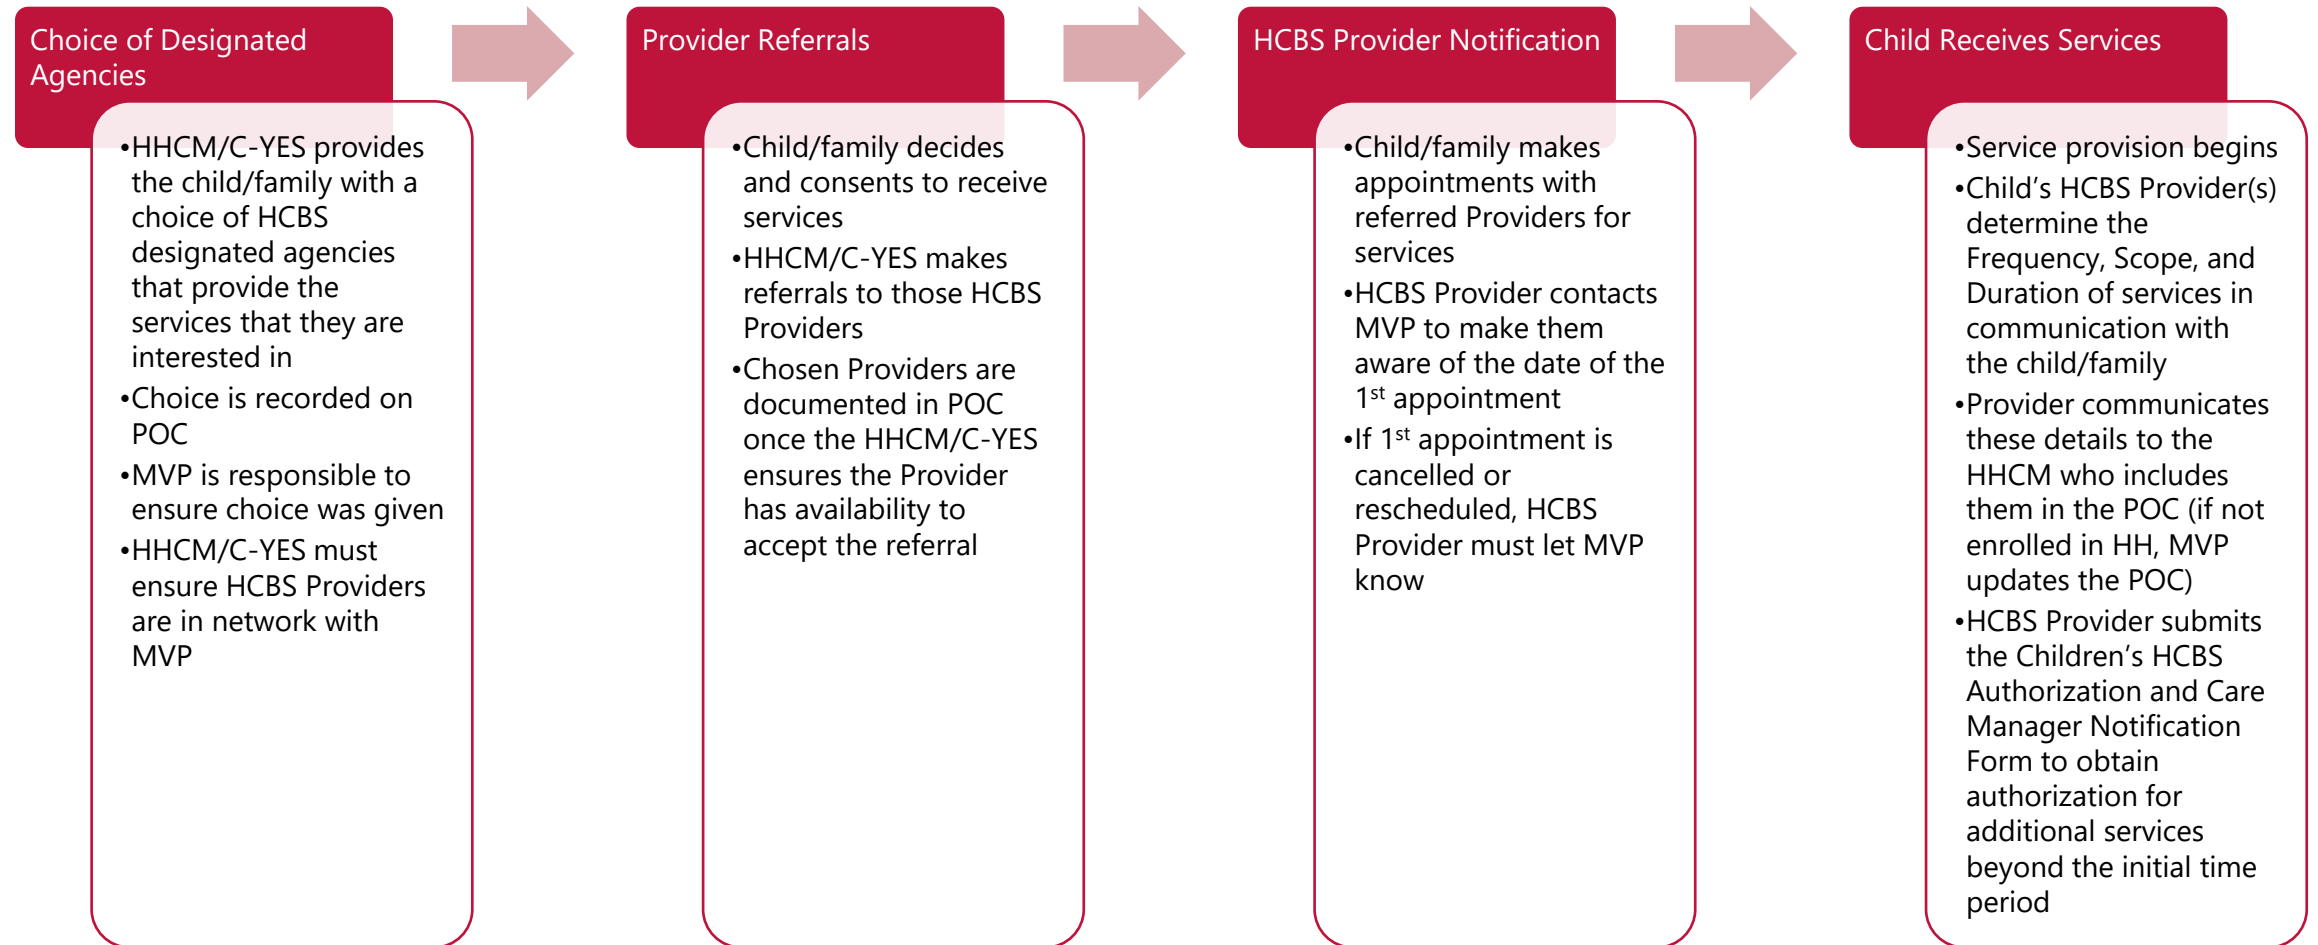 Choice of Designated
Agencies
•HHCM/C-YES provides
the child/family with a
choice of HCBS
designated agencies
that provide the
services that they are
interested in
•Choice is recorded on
POC
•MVP is responsible to
ensure choice was given
•HHCM/C-YES must
ensure HCBS Providers
are in network with
MVP
Provider Referrals
•Child/family decides
and consents to receive
services
•HHCM/C-YES makes
referrals to those HCBS
Providers
•Chosen Providers are
documented in POC
once the HHCM/C-YES
ensures the Provider
has availability to
accept the referral
HCBS Provider Notification
•Child/family makes
appointments with
referred Providers for
services
•HCBS Provider contacts
MVP to make them
aware of the date of the
1st appointment
•If 1st appointment is
cancelled or
rescheduled, HCBS
Provider must let MVP
know
Child Receives Services
•Service provision begins
•Child’s HCBS Provider(s)
determine the
Frequency, Scope, and
Duration of services in
communication with
the child/family
•Provider communicates
these details to the
HHCM who includes
them in the POC (if not
enrolled in HH, MVP
updates the POC)
•HCBS Provider submits
the Children’s HCBS
Authorization and Care
Manager Notification
Form to obtain
authorization for
additional services
beyond the initial time
period